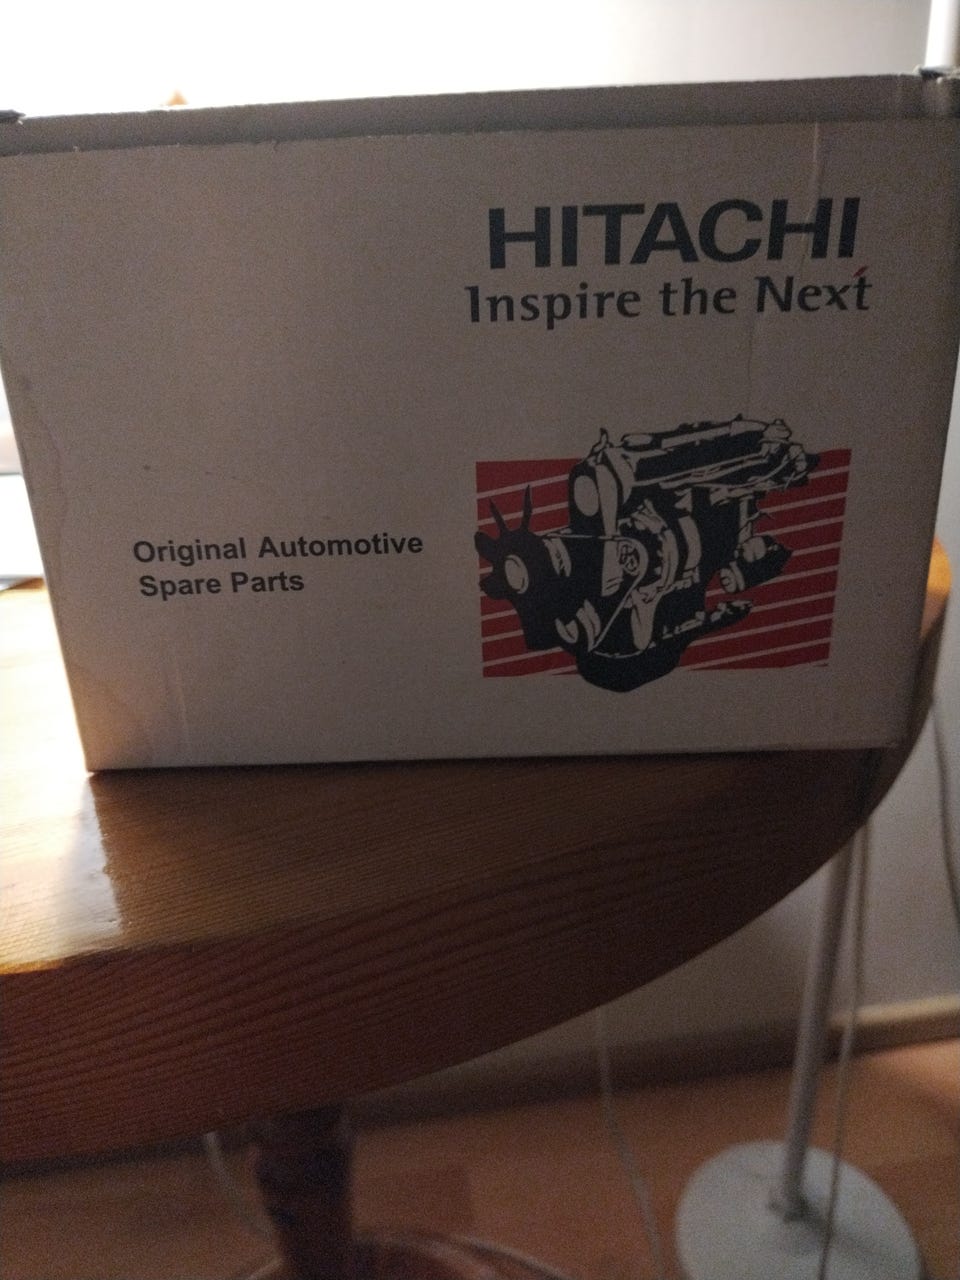 HITACHI
Inspire the Next
Original Automotive
Spare Parts